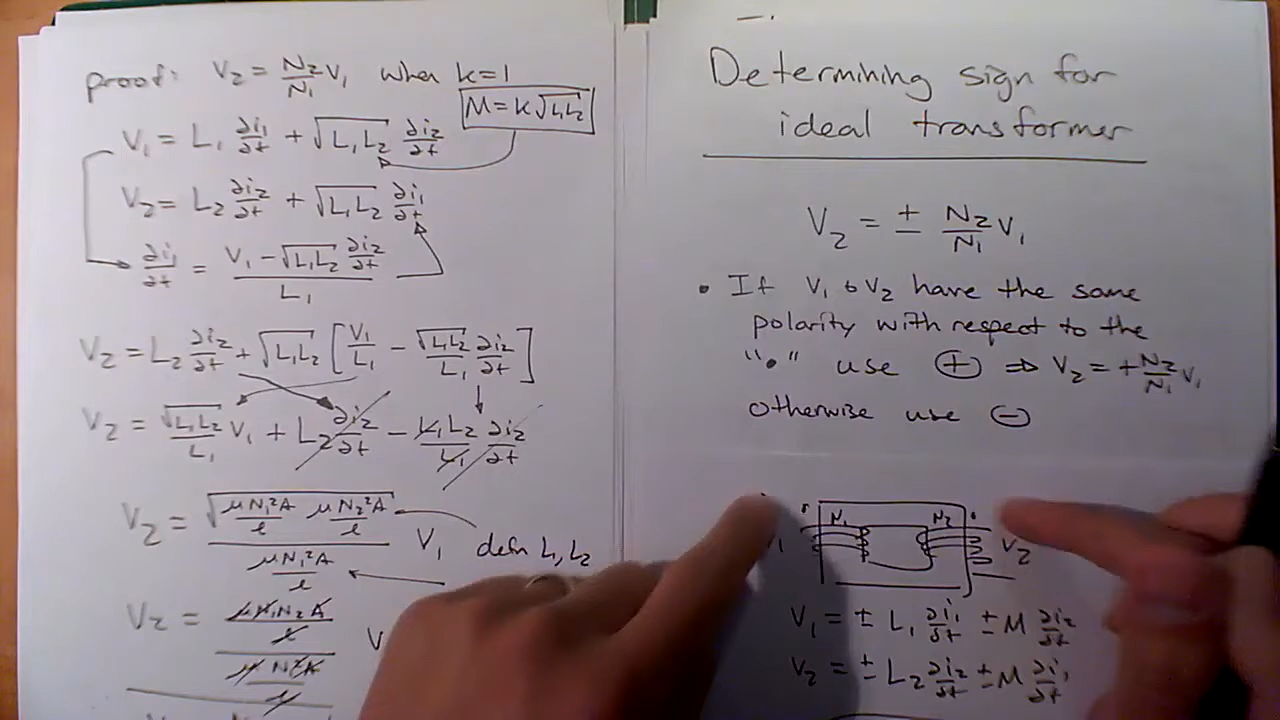 proof: V2 = N2/N1 V1 when k=1
M = k√L1L2
V1 = L1 ∂i1/∂t + √L1L2 ∂i2/∂t
V2 = L2 ∂i2/∂t + √L1L2 ∂i1/∂t
∂i1/∂t = (V1 - √L1L2 ∂i2/∂t) / L1
V2 = L2 ∂i2/∂t + √L1L2 [V1/L1 - √L1L2/L1 ∂i2/∂t]
V2 = √L1L2/L1 V1 + L2 ∂i2/∂t - L1L2/L1 ∂i2/∂t
V2 = √(μN1²A/l μN2²A/l) / (μN1²A/l) V1 defn L1, L2
Determining sign for
ideal transformer
V2 = ± N2/N1 V1
• If V1 & V2 have the same
polarity with respect to the
"•" use ⊕ ⇒ V2 = + N2/N1 V1
otherwise use ⊖
N1 N2
V2
V1 = ± L1 ∂i1/∂t ± M ∂i2/∂t
V2 = ± L2 ∂i2/∂t ± M ∂i1/∂t